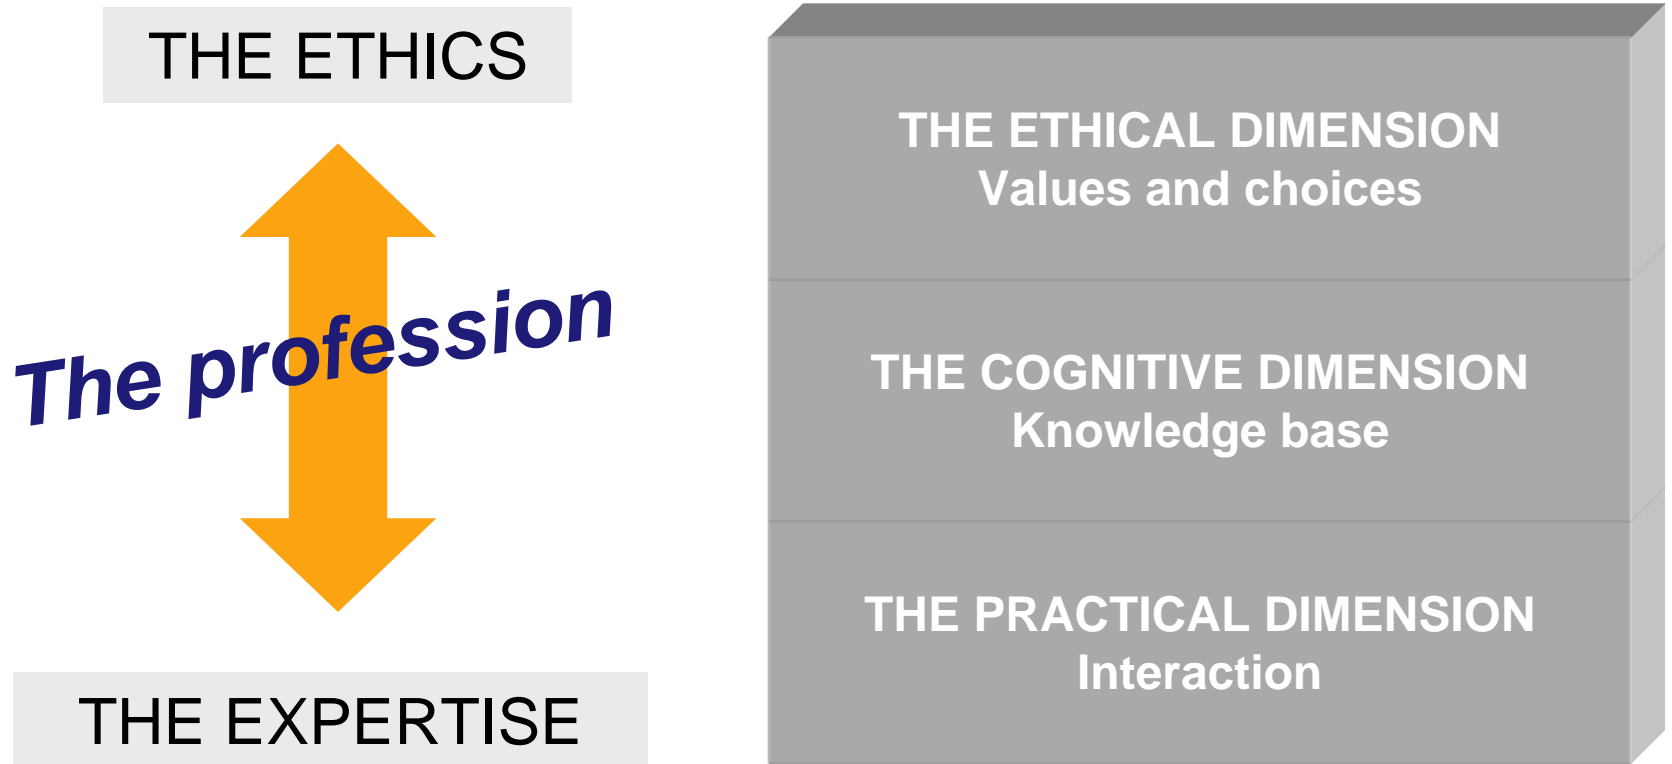 THE ETHICS
The profession
THE EXPERTISE
THE ETHICAL DIMENSION
Values and choices
THE COGNITIVE DIMENSION
Knowledge base
THE PRACTICAL DIMENSION
Interaction